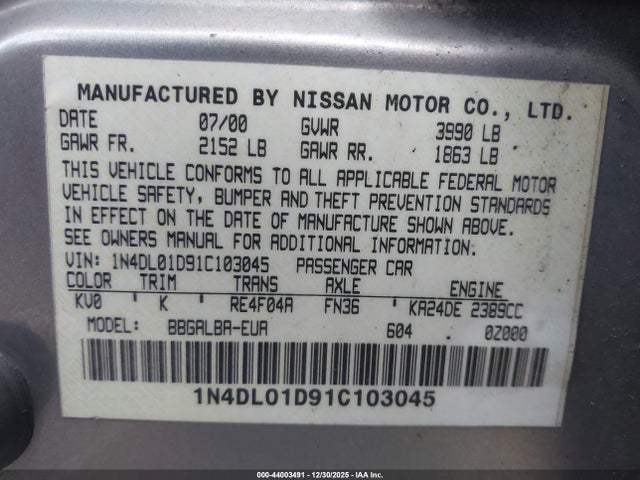 MANUFACTURED BY NISSAN MOTOR CO., LTD.
DATE 07/00 GVWR 3990 LB
GAWR FR. 2152 LB GAWR RR. 1863 LB
THIS VEHICLE CONFORMS TO ALL APPLICABLE FEDERAL MOTOR
VEHICLE SAFETY, BUMPER AND THEFT PREVENTION STANDARDS
IN EFFECT ON THE DATE OF MANUFACTURE SHOWN ABOVE.
SEE OWNERS MANUAL FOR ADDITIONAL INFORMATION.
VIN: 1N4DL01D91C103045 PASSENGER CAR
COLOR TRIM TRANS AXLE ENGINE
KV0 K RE4F04A FN36 KA24DE 2389CC
MODEL: BBGALBA-EUA 604 0Z000
1N4DL01D91C103045
000-44003491 - 12/30/2025 - IAA Inc.